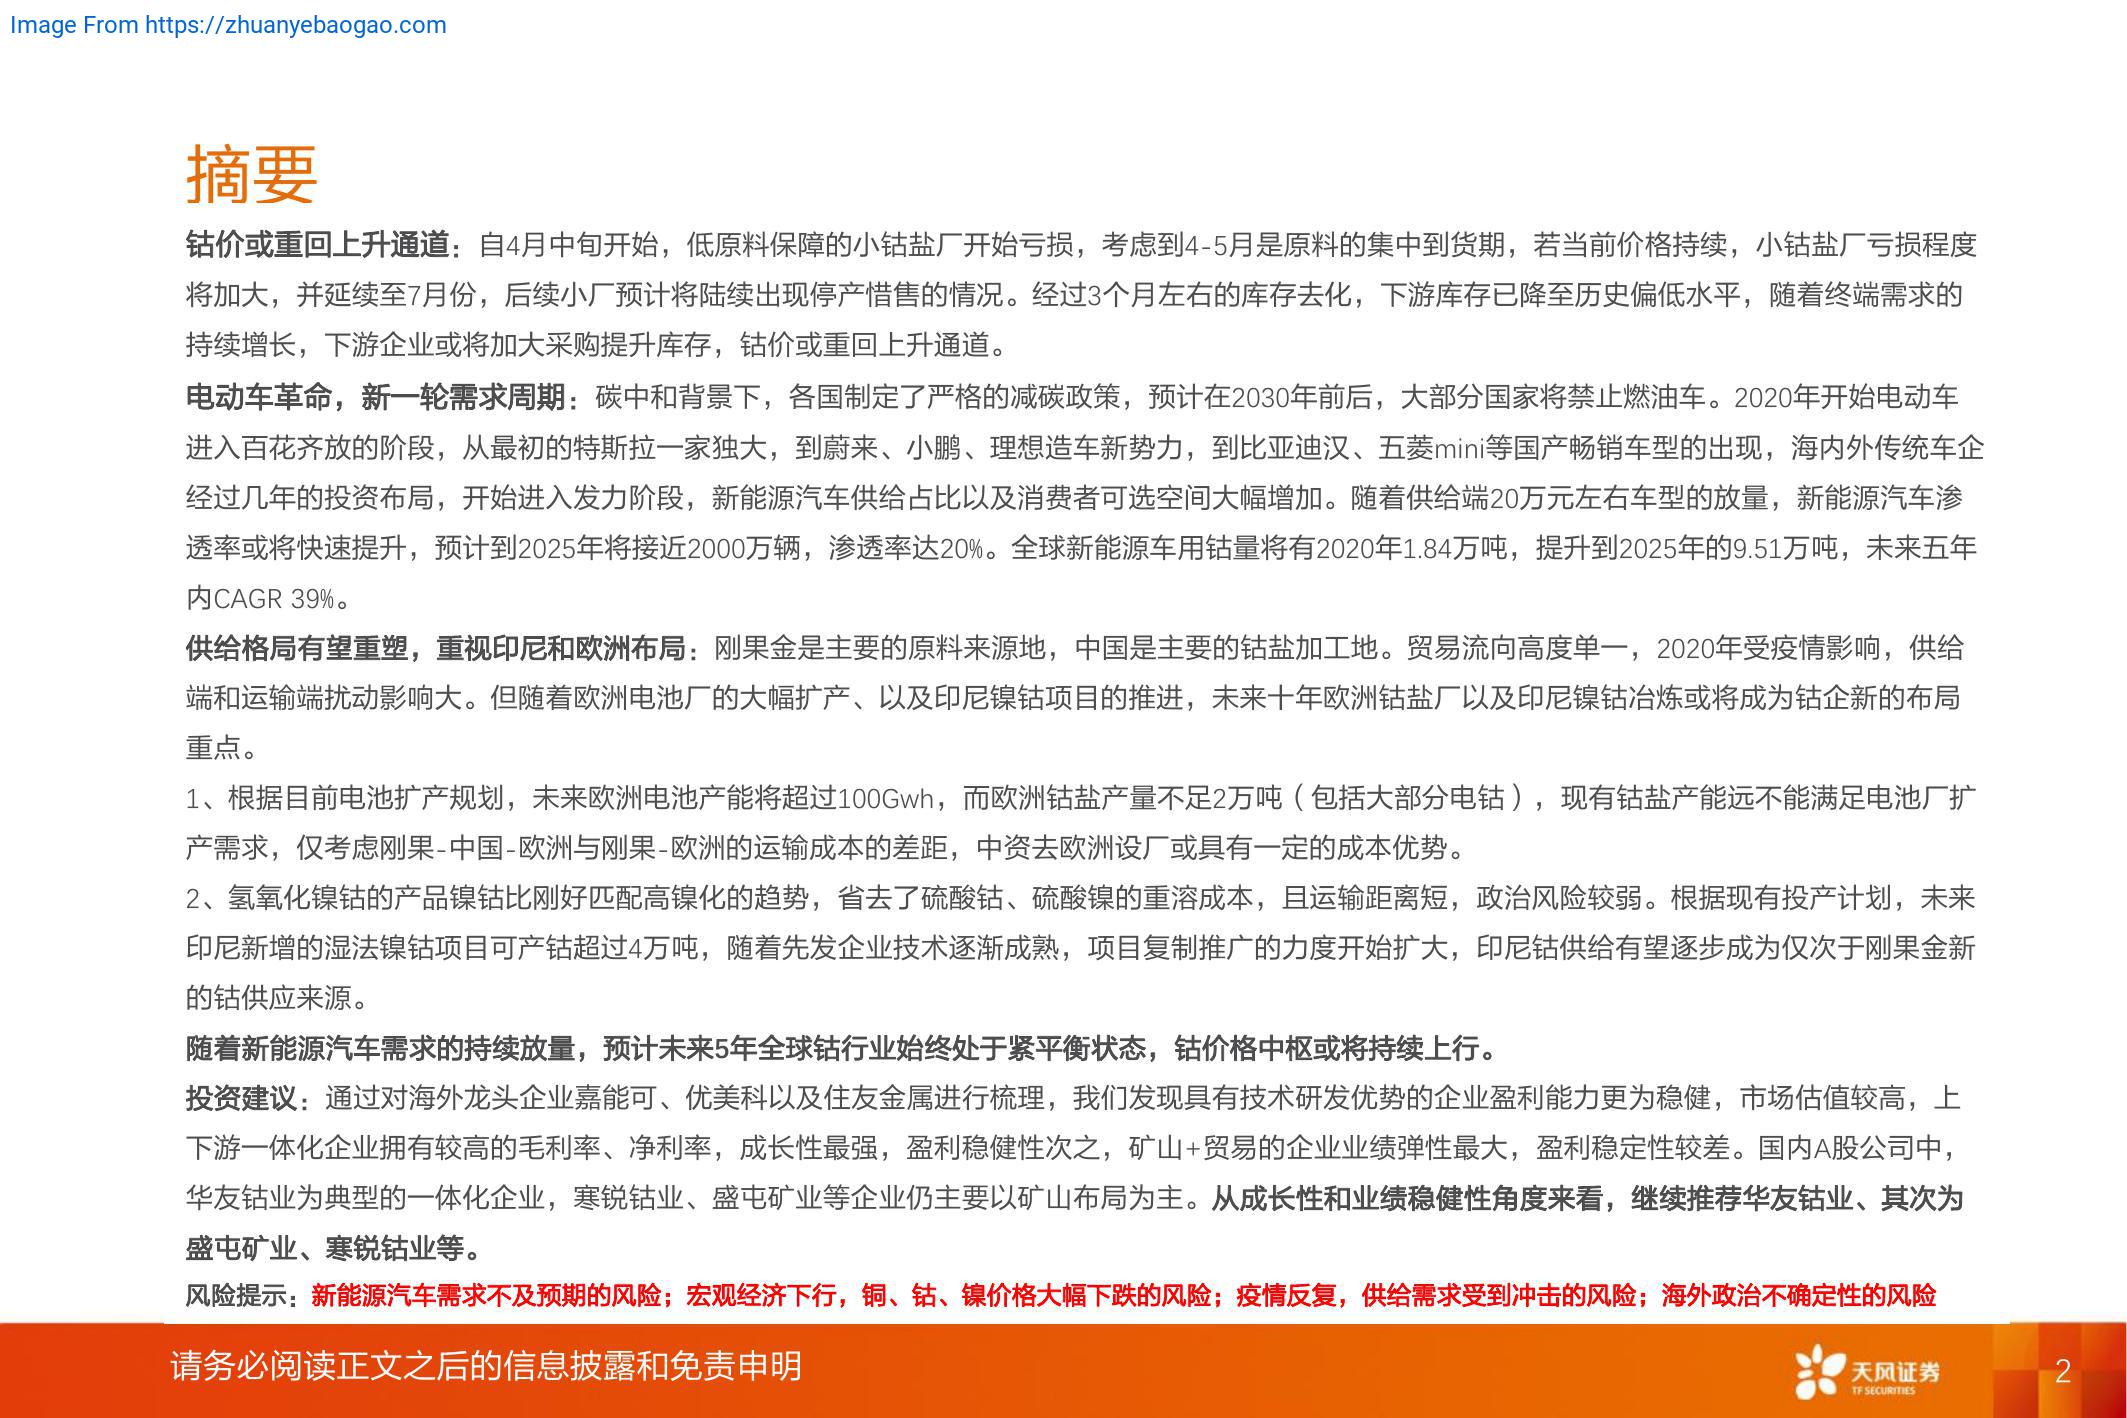 Image From https://zhuanyebaogao.com
摘要
钴价或重回上升通道：自4月中旬开始，低原料保障的小钴盐厂开始亏损，考虑到4-5月是原料的集中到货期，若当前价格持续，小钴盐厂亏损程度
将加大，并延续至7月份，后续小厂预计将陆续出现停产惜售的情况。经过3个月左右的库存去化，下游库存已降至历史偏低水平，随着终端需求的
持续增长，下游企业或将加大采购提升库存，钴价或重回上升通道。
电动车革命，新一轮需求周期：碳中和背景下，各国制定了严格的减碳政策，预计在2030年前后，大部分国家将禁止燃油车。2020年开始电动车
进入百花齐放的阶段，从最初的特斯拉一家独大，到蔚来、小鹏、理想造车新势力，到比亚迪汉、五菱mini等国产畅销车型的出现，海内外传统车企
经过几年的投资布局，开始进入发力阶段，新能源汽车供给占比以及消费者可选空间大幅增加。随着供给端20万元左右车型的放量，新能源汽车渗
透率或将快速提升，预计到2025年将接近2000万辆，渗透率达20%。全球新能源车用钴量将有2020年1.84万吨，提升到2025年的9.51万吨，未来五年
内CAGR 39%。
供给格局有望重塑，重视印尼和欧洲布局：刚果金是主要的原料来源地，中国是主要的钴盐加工地。贸易流向高度单一，2020年受疫情影响，供给
端和运输端扰动影响大。但随着欧洲电池厂的大幅扩产、以及印尼镍钴项目的推进，未来十年欧洲钴盐厂以及印尼镍钴冶炼或将成为钴企新的布局
重点。
1、根据目前电池扩产规划，未来欧洲电池产能将超过100Gwh，而欧洲钴盐产量不足2万吨（包括大部分电钴），现有钴盐产能远不能满足电池厂扩
产需求，仅考虑刚果-中国-欧洲与刚果-欧洲的运输成本的差距，中资去欧洲设厂或具有一定的成本优势。
2、氢氧化镍钴的产品镍钴比刚好匹配高镍化的趋势，省去了硫酸钴、硫酸镍的重溶成本，且运输距离短，政治风险较弱。根据现有投产计划，未来
印尼新增的湿法镍钴项目可产钴超过4万吨，随着先发企业技术逐渐成熟，项目复制推广的力度开始扩大，印尼钴供给有望逐步成为仅次于刚果金新
的钴供应来源。
随着新能源汽车需求的持续放量，预计未来5年全球钴行业始终处于紧平衡状态，钴价格中枢或将持续上行。
投资建议：通过对海外龙头企业嘉能可、优美科以及住友金属进行梳理，我们发现具有技术研发优势的企业盈利能力更为稳健，市场估值较高，上
下游一体化企业拥有较高的毛利率、净利率，成长性最强，盈利稳健性次之，矿山+贸易的企业业绩弹性最大，盈利稳定性较差。国内A股公司中，
华友钴业为典型的一体化企业，寒锐钴业、盛屯矿业等企业仍主要以矿山布局为主。从成长性和业绩稳健性角度来看，继续推荐华友钴业、其次为
盛屯矿业、寒锐钴业等。
风险提示：新能源汽车需求不及预期的风险；宏观经济下行，铜、钴、镍价格大幅下跌的风险；疫情反复，供给需求受到冲击的风险；海外政治不确定性的风险
请务必阅读正文之后的信息披露和免责申明
天风证券
TF SECURITIES
2